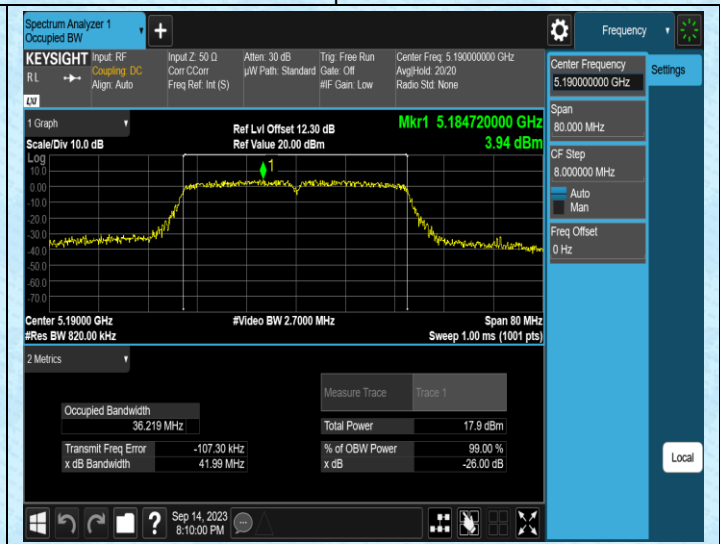 Spectrum Analyzer 1
Occupied BW
+
Frequency
KEYSIGHT
RL
LXI
Input: RF
Coupling: DC
Align: Auto
Input Z: 50 Ω
Corr CCorr
Freq Ref: Int (S)
Atten: 30 dB
µW Path: Standard
Trig: Free Run
Gate: Off
#IF Gain: Low
Center Freq: 5.190000000 GHz
Avg|Hold: 20/20
Radio Std: None
Center Frequency
5.190000000 GHz
Settings
Span
80.000 MHz
CF Step
8.000000 MHz
Auto
Man
Freq Offset
0 Hz
Local
1 Graph
Scale/Div 10.0 dB
Ref Lvl Offset 12.30 dB
Ref Value 20.00 dBm
Mkr1 5.184720000 GHz
3.94 dBm
Log
10.0
0.00
-10.0
-20.0
-30.0
-40.0
-50.0
-60.0
-70.0
1
Center 5.19000 GHz
#Res BW 820.00 kHz
#Video BW 2.7000 MHz
Span 80 MHz
Sweep 1.00 ms (1001 pts)
2 Metrics
Measure Trace Trace 1
Occupied Bandwidth
36.219 MHz
Total Power 17.9 dBm
Transmit Freq Error -107.30 kHz
% of OBW Power 99.00 %
x dB Bandwidth 41.99 MHz
x dB -26.00 dB
?
Sep 14, 2023
8:10:00 PM